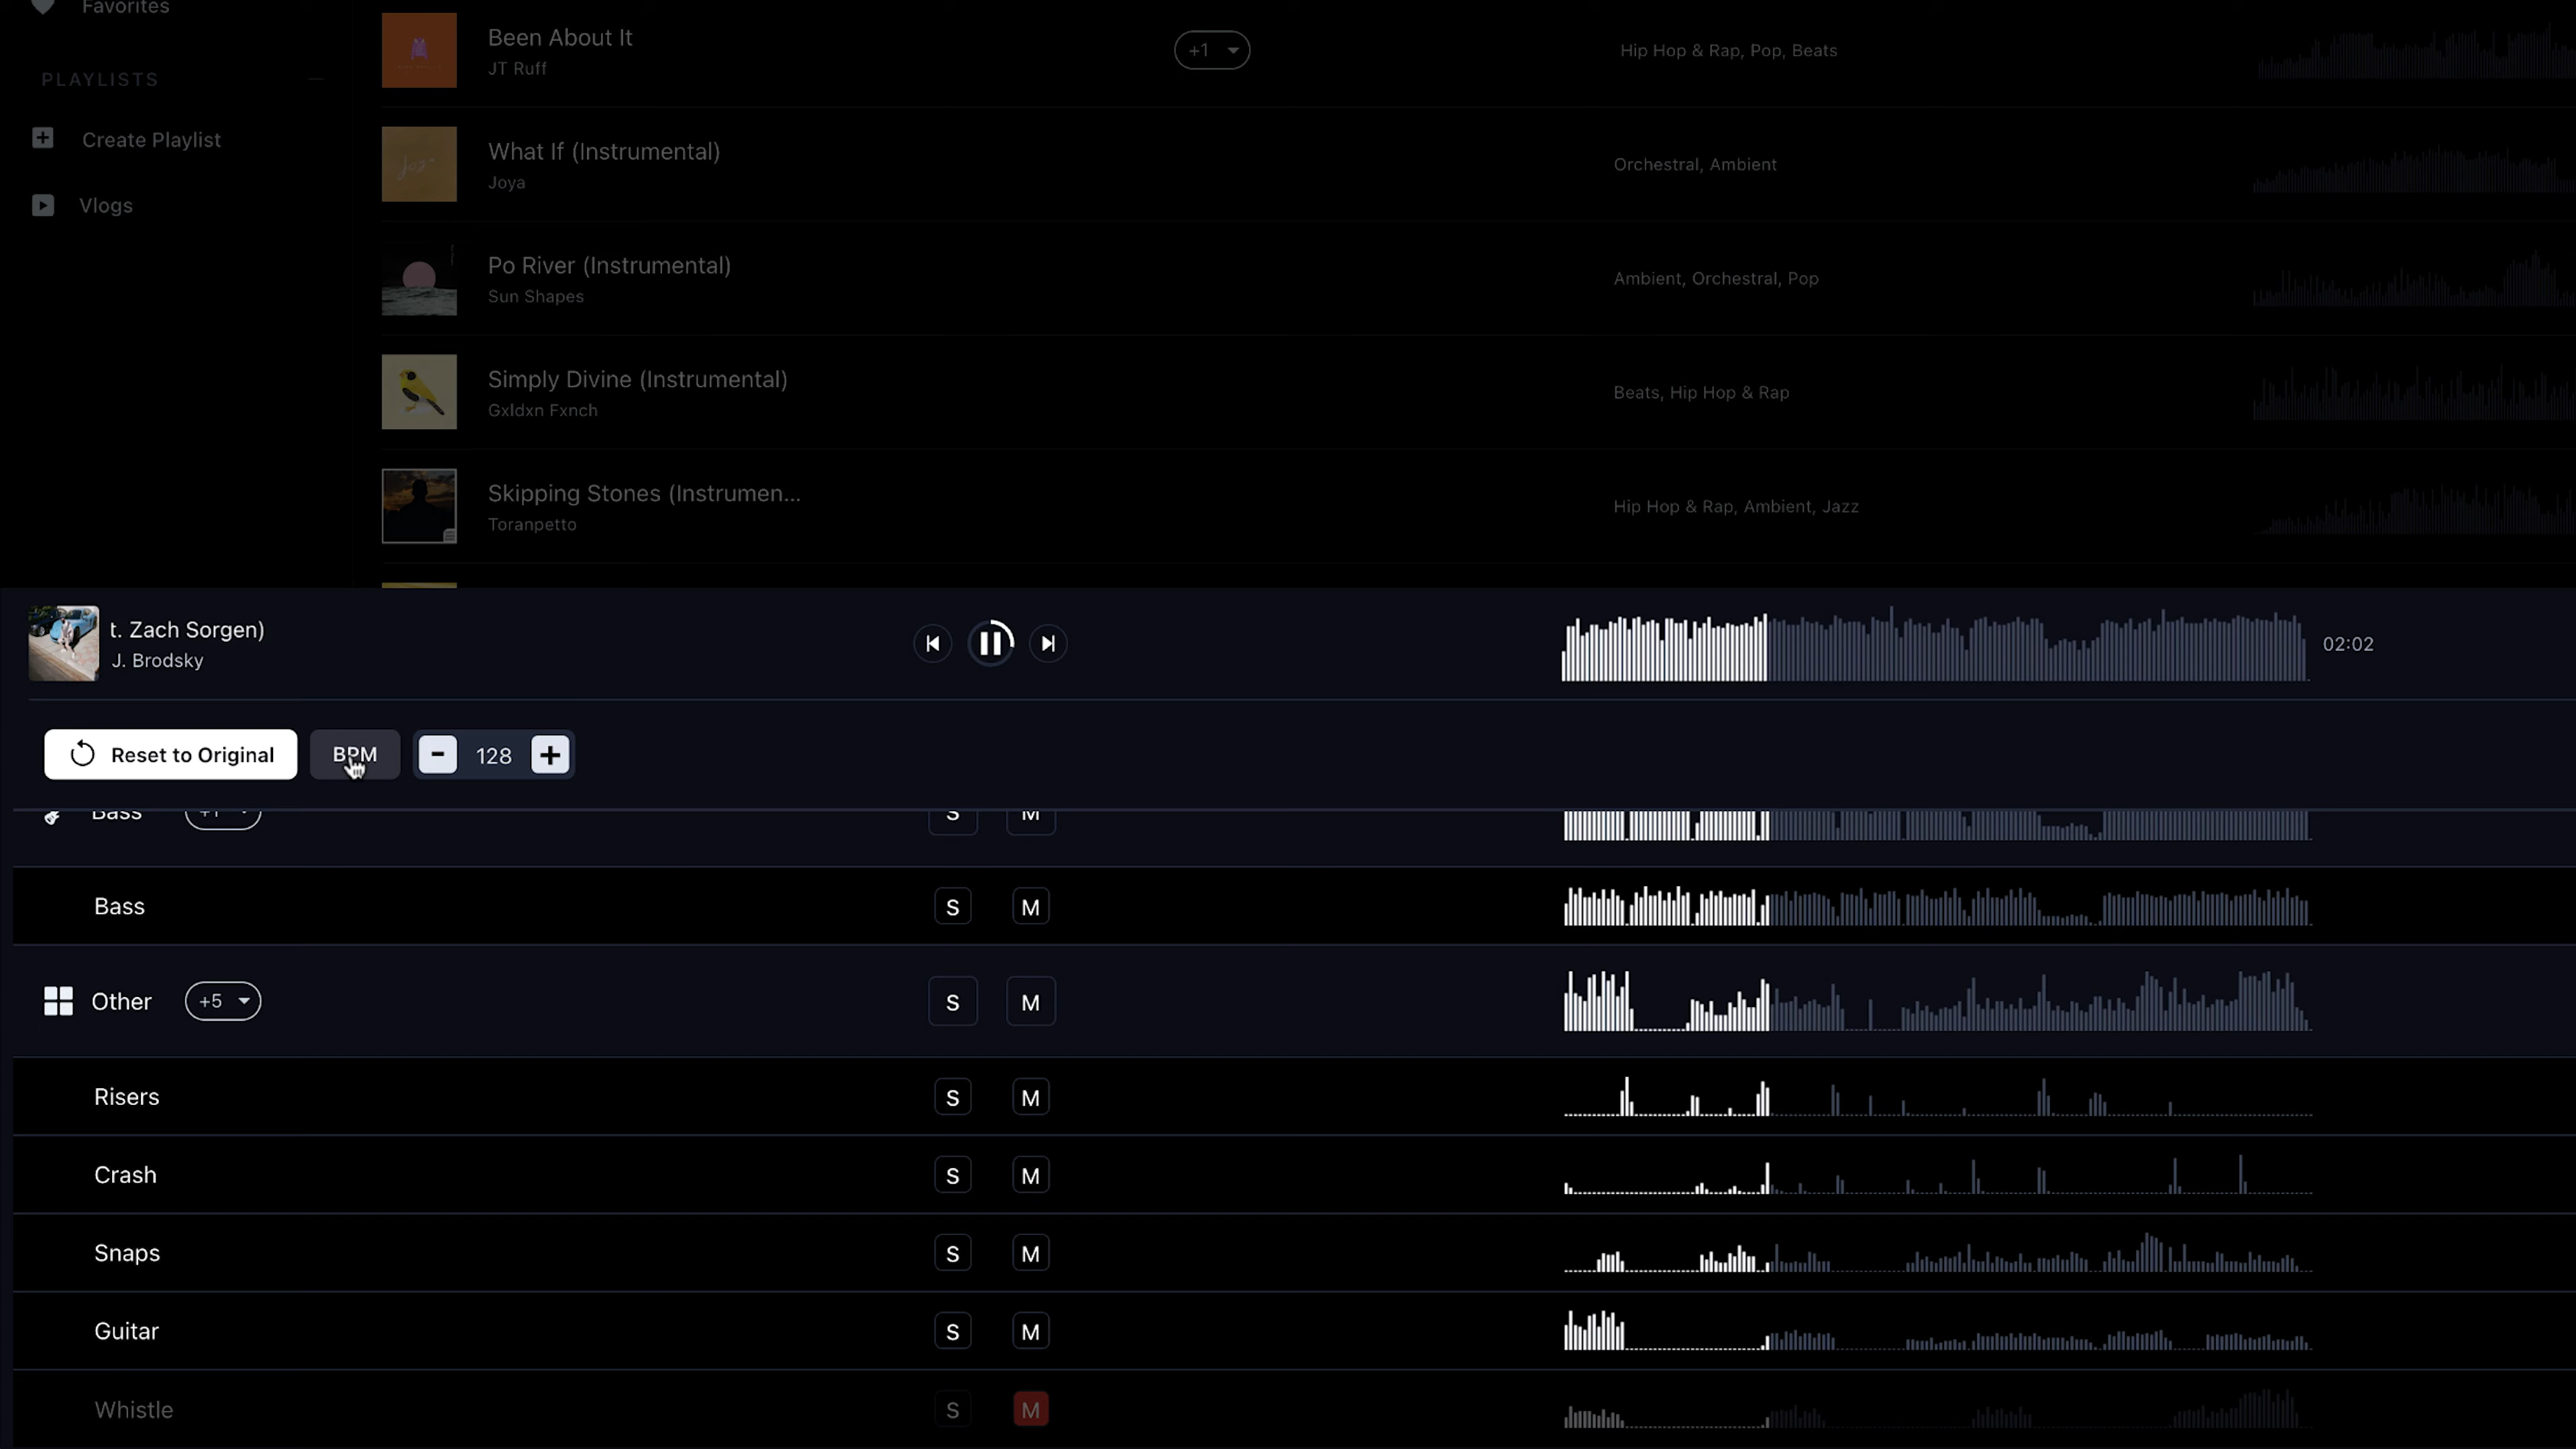 Favorites
PLAYLISTS
Create Playlist
Vlogs
Been About It
JT Ruff
+1
Hip Hop & Rap, Pop, Beats
What If (Instrumental)
Joya
Orchestral, Ambient
Po River (Instrumental)
Sun Shapes
Ambient, Orchestral, Pop
Simply Divine (Instrumental)
Gxldxn Fxnch
Beats, Hip Hop & Rap
Skipping Stones (Instrumen...
Toranpetto
Hip Hop & Rap, Ambient, Jazz
t. Zach Sorgen)
J. Brodsky
02:02
Reset to Original
BPM
- 128 +
Bass +1 S M
Bass S M
Other +5 S M
Risers S M
Crash S M
Snaps S M
Guitar S M
Whistle S M